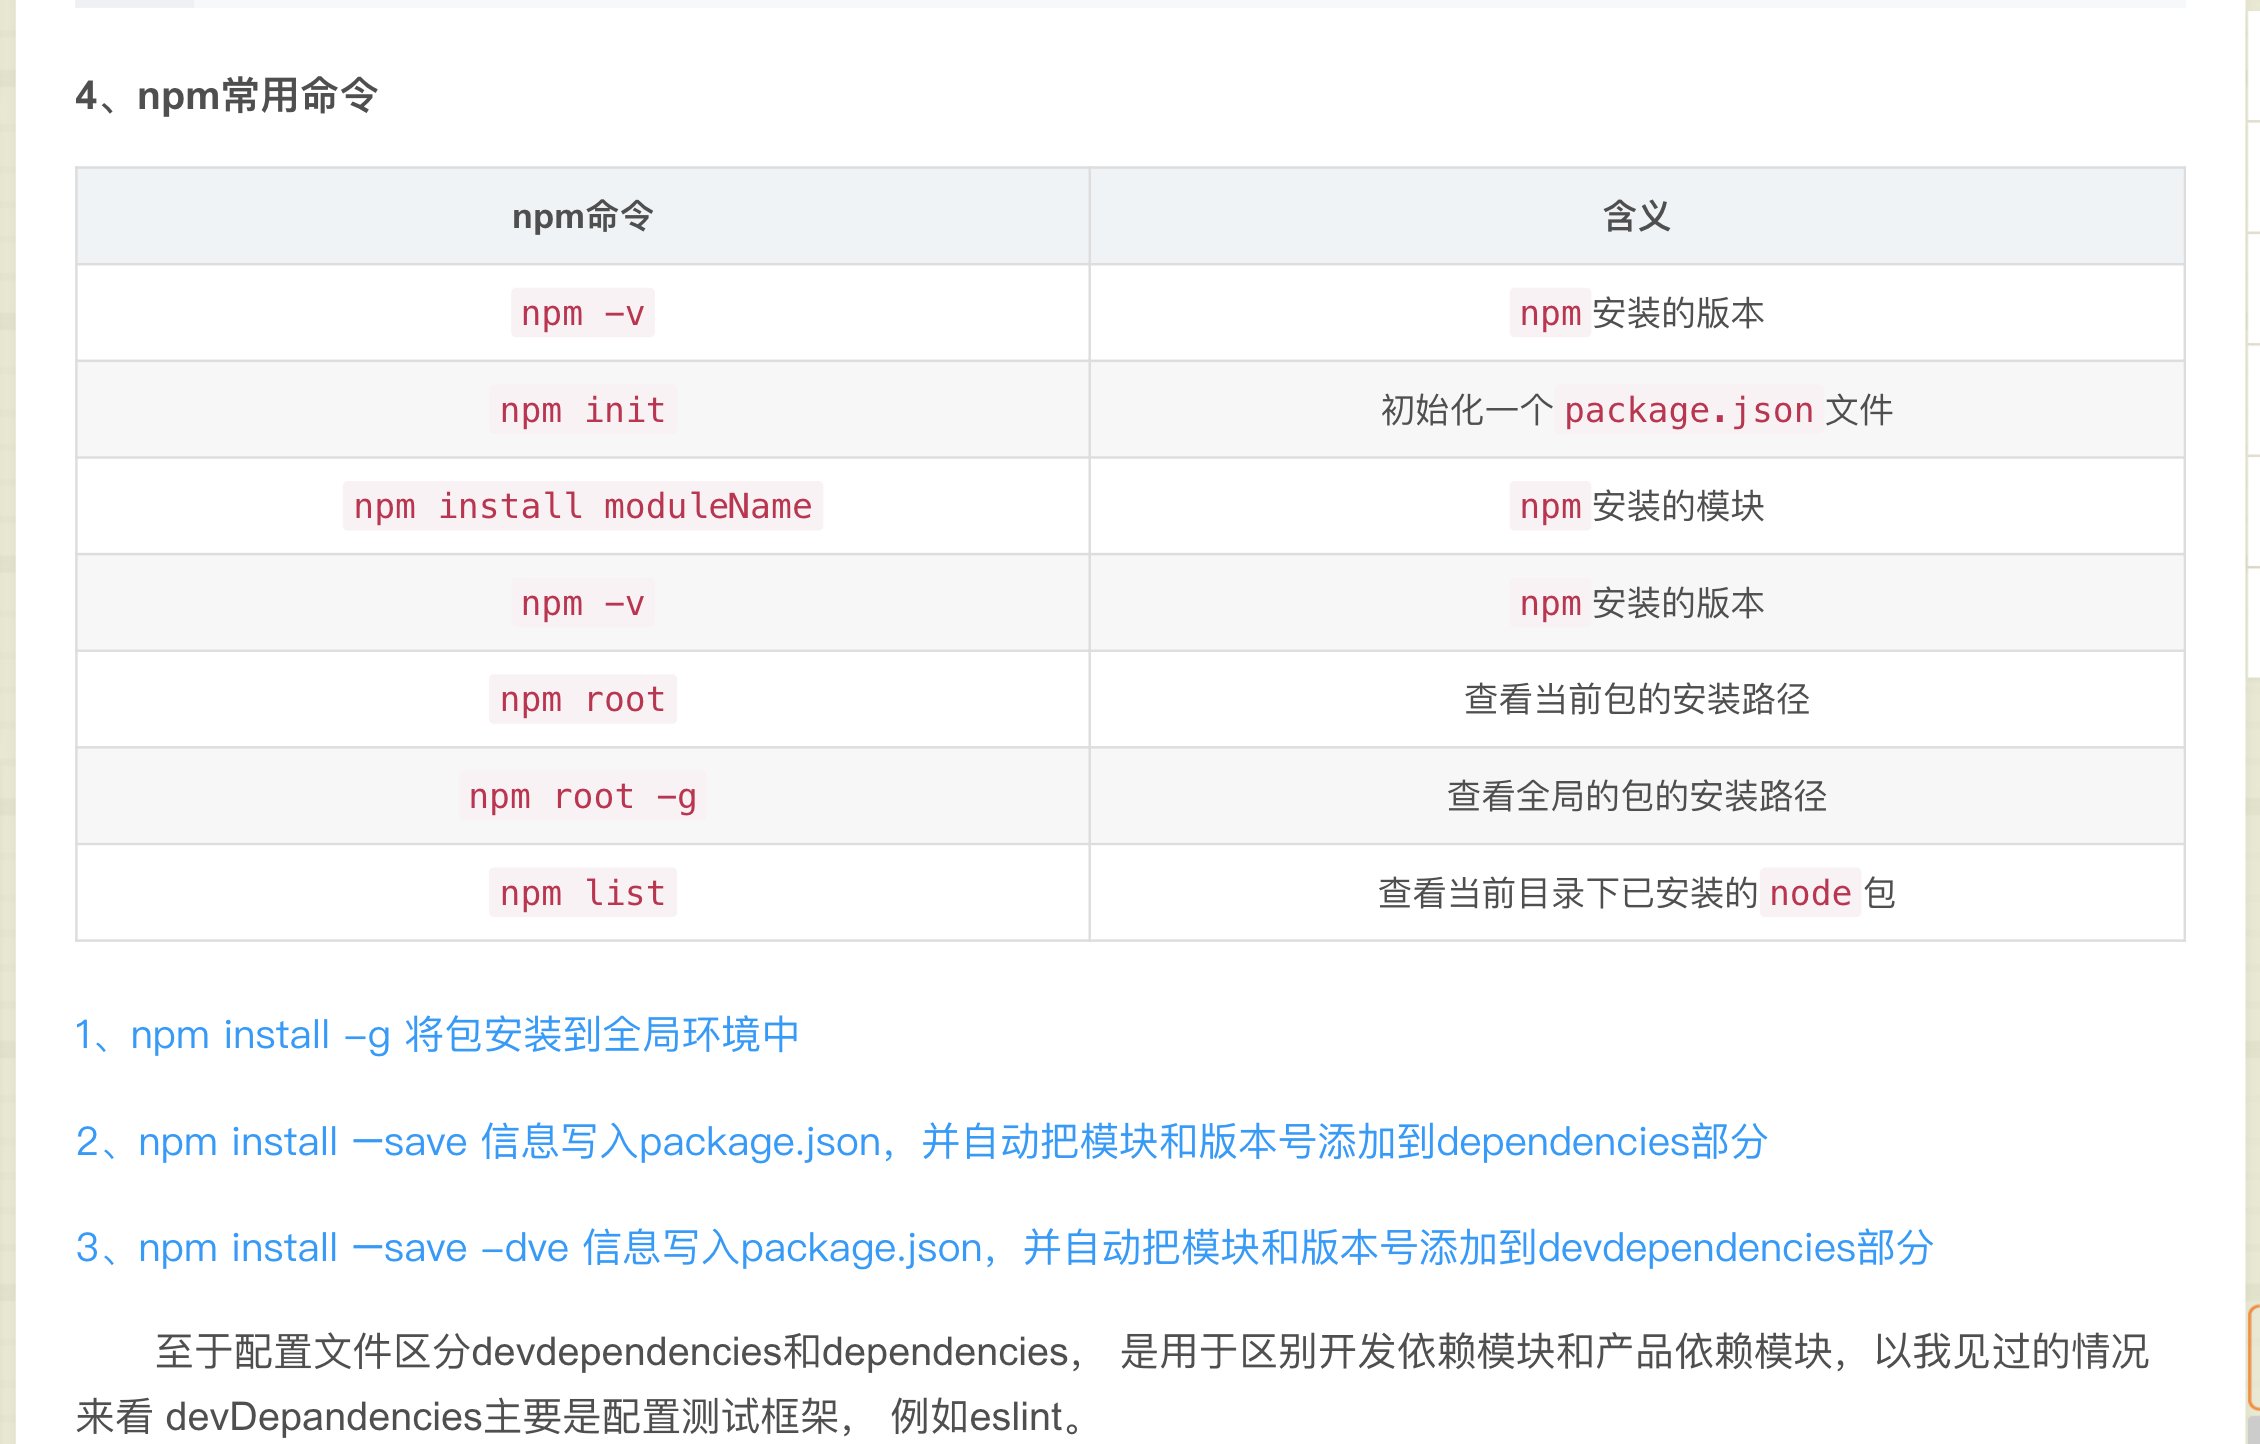 4、npm常用命令
npm命令 含义
npm -v npm安装的版本
npm init 初始化一个package.json文件
npm install moduleName npm安装的模块
npm -v npm安装的版本
npm root 查看当前包的安装路径
npm root -g 查看全局的包的安装路径
npm list 查看当前目录下已安装的node包
1、npm install -g 将包安装到全局环境中
2、npm install —save 信息写入package.json，并自动把模块和版本号添加到dependencies部分
3、npm install —save -dve 信息写入package.json，并自动把模块和版本号添加到devdependencies部分
至于配置文件区分devdependencies和dependencies， 是用于区别开发依赖模块和产品依赖模块，以我见过的情况
来看 devDepandencies主要是配置测试框架， 例如eslint。